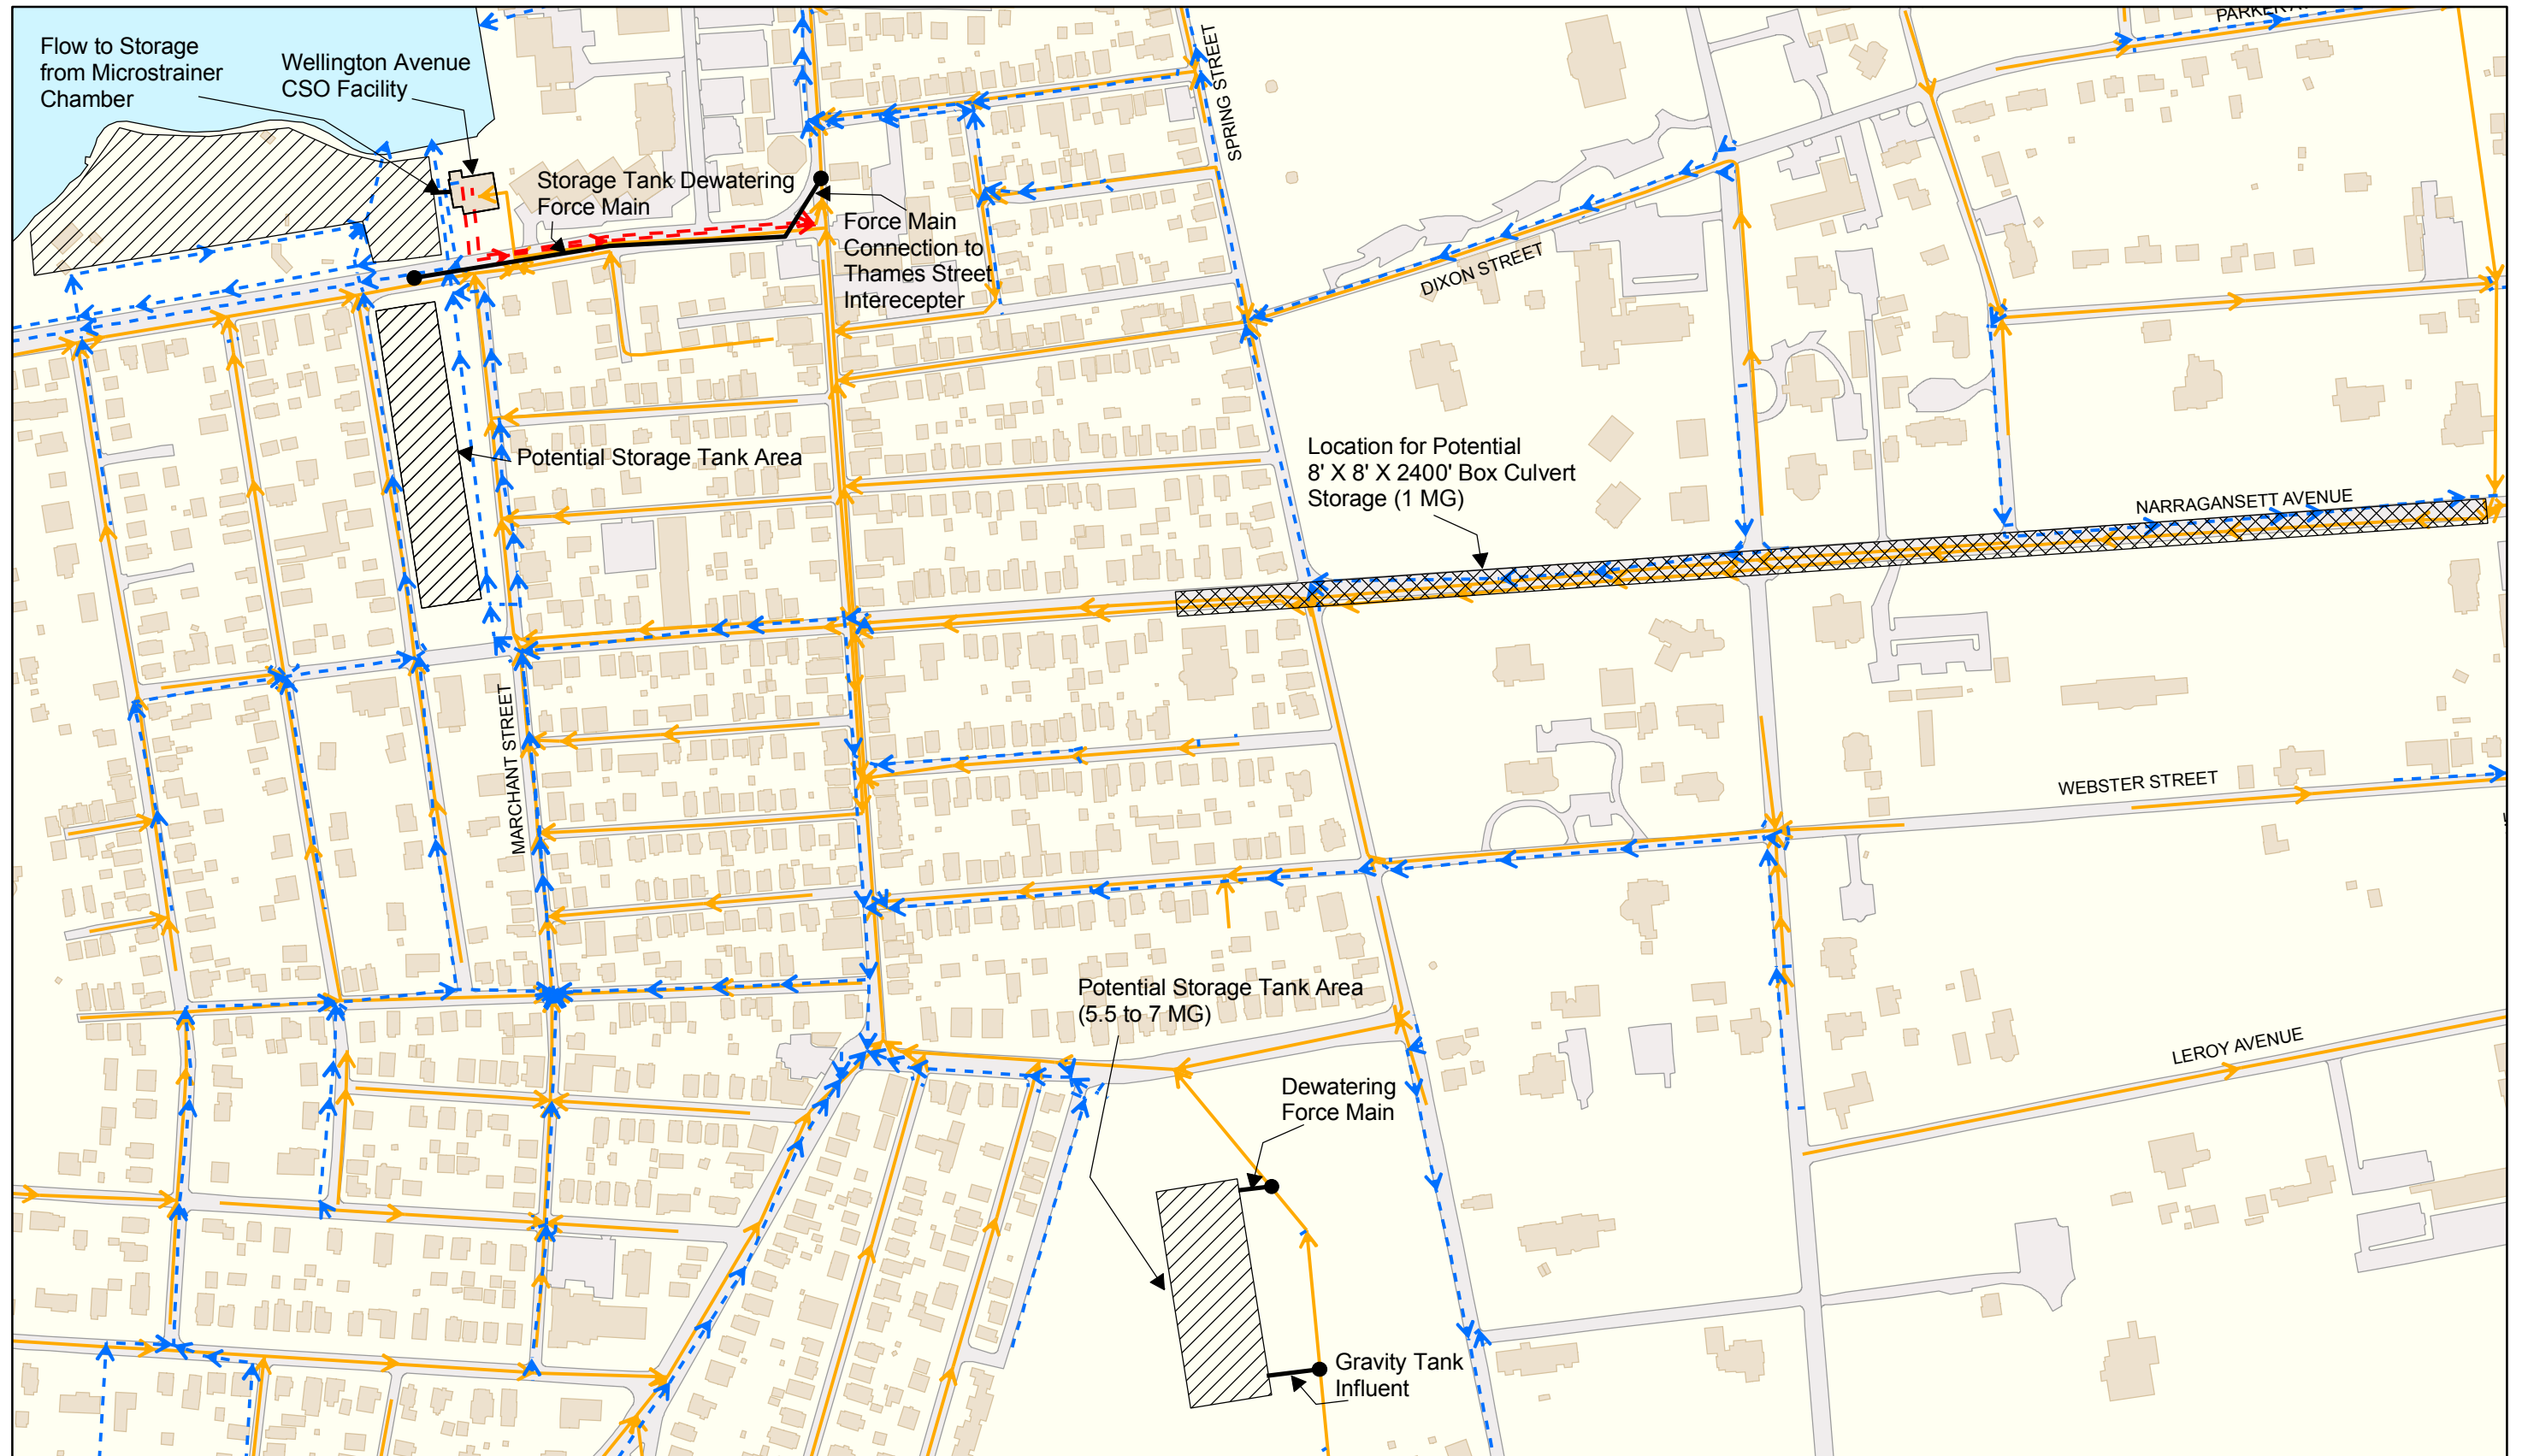 Flow to Storage
from Microstrainer
Chamber
Wellington Avenue
CSO Facility
SPRING STREET
Storage Tank Dewatering
Force Main
Force Main
Connection to
Thames Street
Interecepter
DIXON STREET
Potential Storage Tank Area
Location for Potential
8' X 8' X 2400' Box Culvert
Storage (1 MG)
NARRAGANSETT AVENUE
MARCHANT STREET
WEBSTER STREET
Potential Storage Tank Area
(5.5 to 7 MG)
LEROY AVENUE
Dewatering
Force Main
Gravity Tank
Influent
PARKER